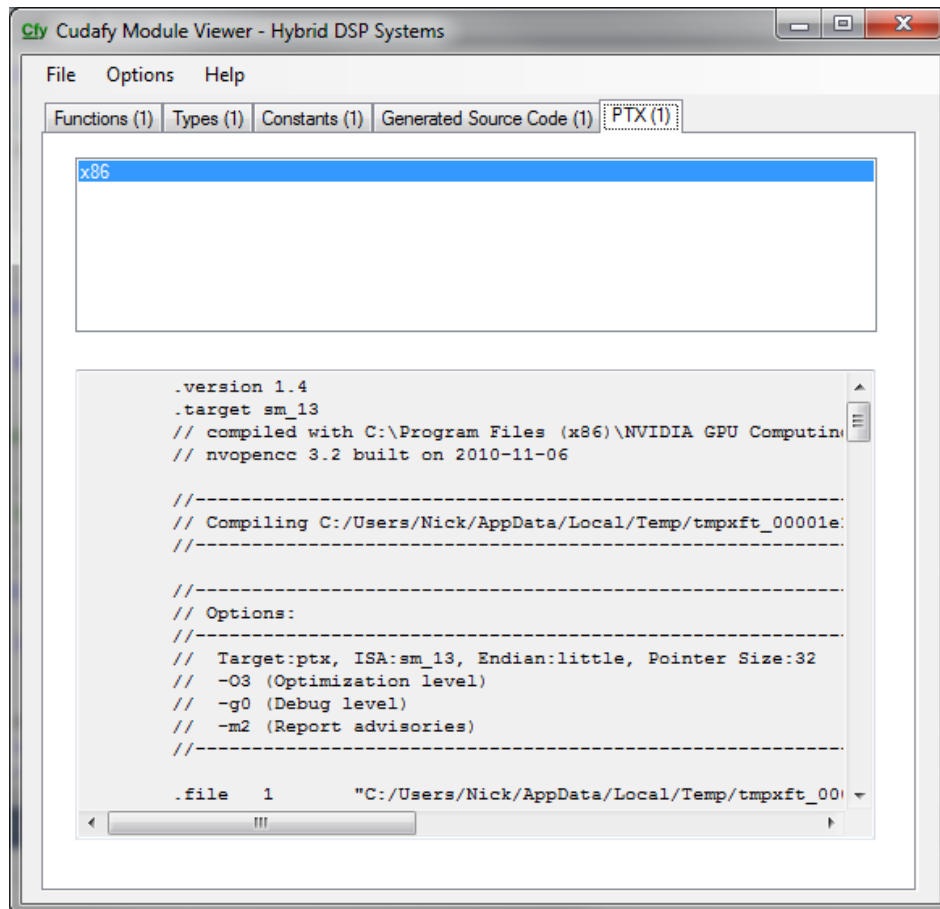 Cfy Cudafy Module Viewer - Hybrid DSP Systems
File Options Help
Functions (1) Types (1) Constants (1) Generated Source Code (1) PTX (1)
x86
.version 1.4
.target sm_13
// compiled with C:\Program Files (x86)\NVIDIA GPU Computin
// nvopencc 3.2 built on 2010-11-06
//-----------------------------------------------------------
// Compiling C:/Users/Nick/AppData/Local/Temp/tmpxft_00001e
//-----------------------------------------------------------
//-----------------------------------------------------------
// Options:
//-----------------------------------------------------------
//  Target:ptx, ISA:sm_13, Endian:little, Pointer Size:32
//  -O3 (Optimization level)
//  -g0 (Debug level)
//  -m2 (Report advisories)
//-----------------------------------------------------------
.file 1 "C:/Users/Nick/AppData/Local/Temp/tmpxft_00